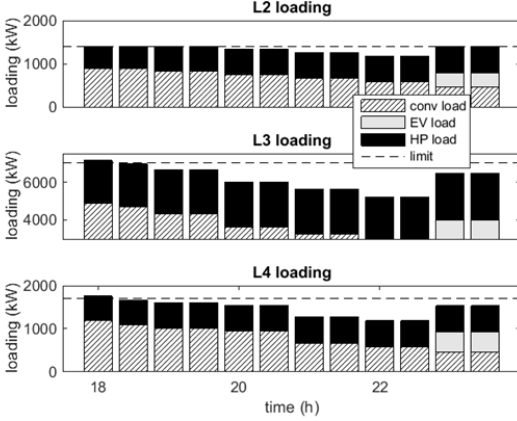 L2 loading
2000
1000
0
loading (kW)
conv load
EV load
HP load
limit
L3 loading
6000
4000
loading (kW)
L4 loading
2000
1000
0
loading (kW)
18
20
22
time (h)